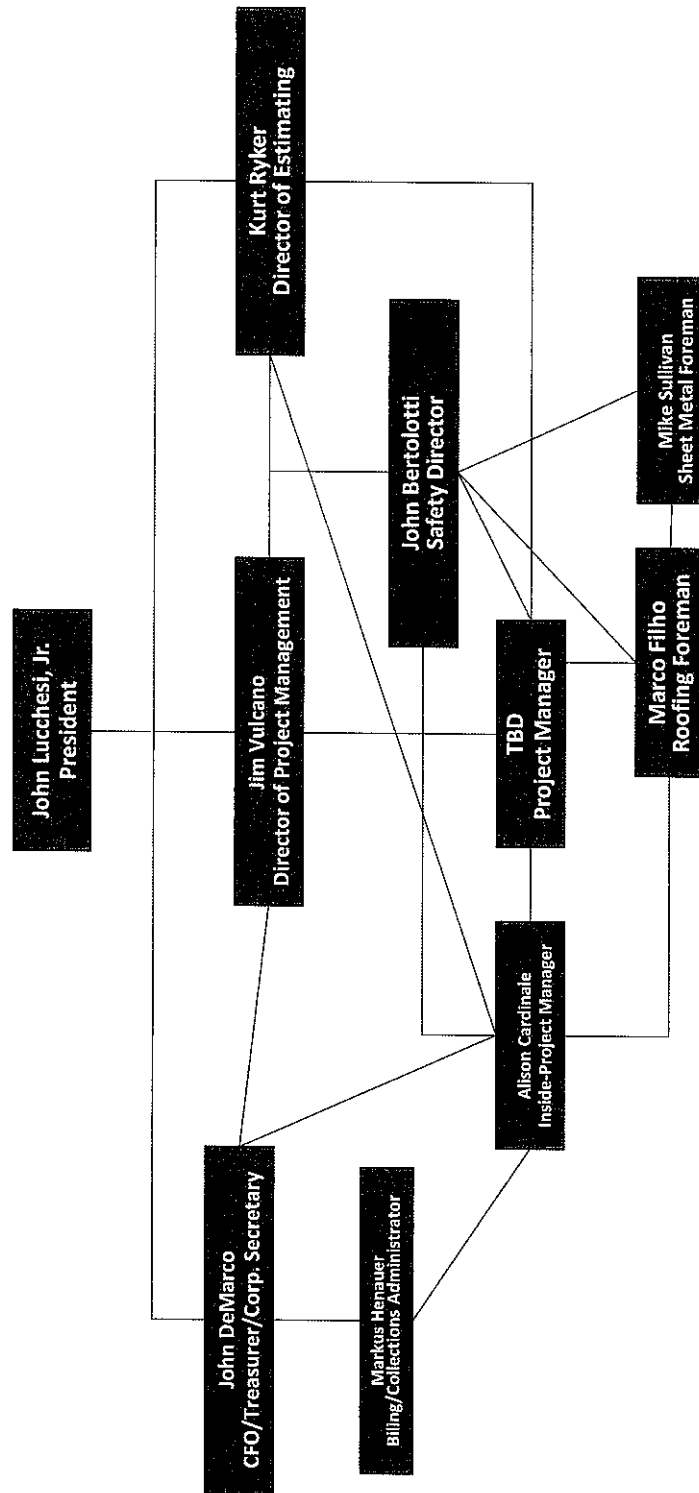 John Lucchesi, Jr.
President
John DeMarco
CFO/Treasurer/Corp. Secretary
Jim Vulcano
Director of Project Management
Kurt Ryker
Director of Estimating
Markus Henauer
Biling/Collections Administrator
John Bertolotti
Safety Director
Alison Cardinale
Inside-Project Manager
TBD
Project Manager
Marco Filho
Roofing Foreman
Mike Sullivan
Sheet Metal Foreman